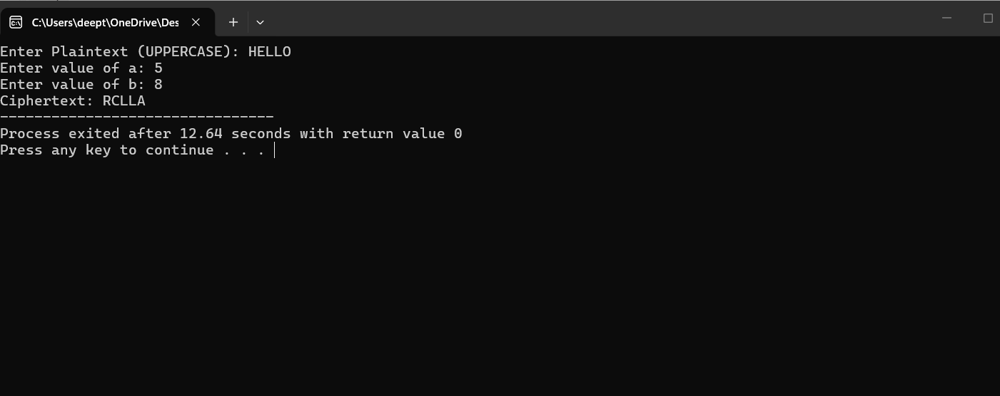 C:\Users\deept\OneDrive\Des
Enter Plaintext (UPPERCASE): HELLO
Enter value of a: 5
Enter value of b: 8
Ciphertext: RCLLA
--------------------------------
Process exited after 12.64 seconds with return value 0
Press any key to continue . . .